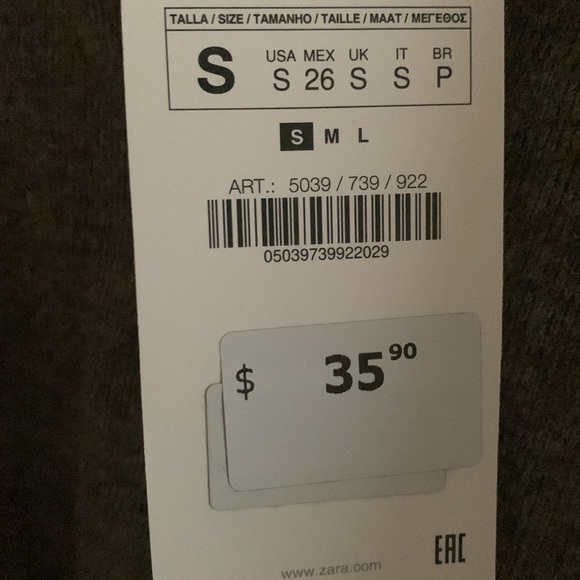 TALLA / SIZE / TAMANHO / TAILLE / MAAT / ΜΕΓΕΘΟΣ
S
USA MEX UK IT BR
S 26 S S P
S M L
ART.: 5039 / 739 / 922
05039739922029
$ 35 90
EAC
www.zara.com